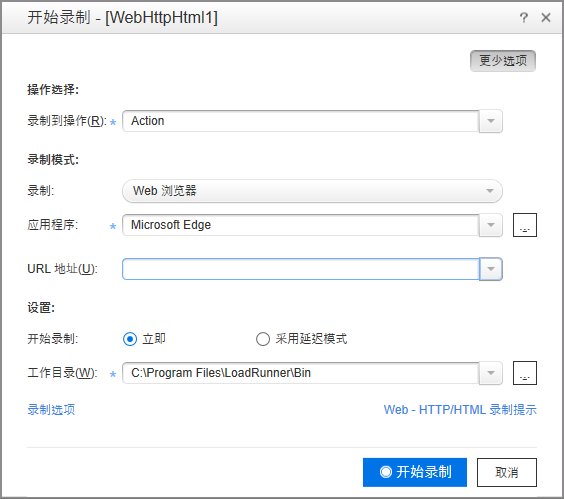 开始录制 - [WebHttpHtml1]
?
更少选项
操作选择:
录制到操作(R): * Action
录制模式:
录制: Web 浏览器
应用程序: * Microsoft Edge ...
URL 地址(U):
设置:
开始录制: 立即 采用延迟模式
工作目录(W): * C:\Program Files\LoadRunner\Bin ...
录制选项 Web - HTTP/HTML 录制提示
开始录制 取消